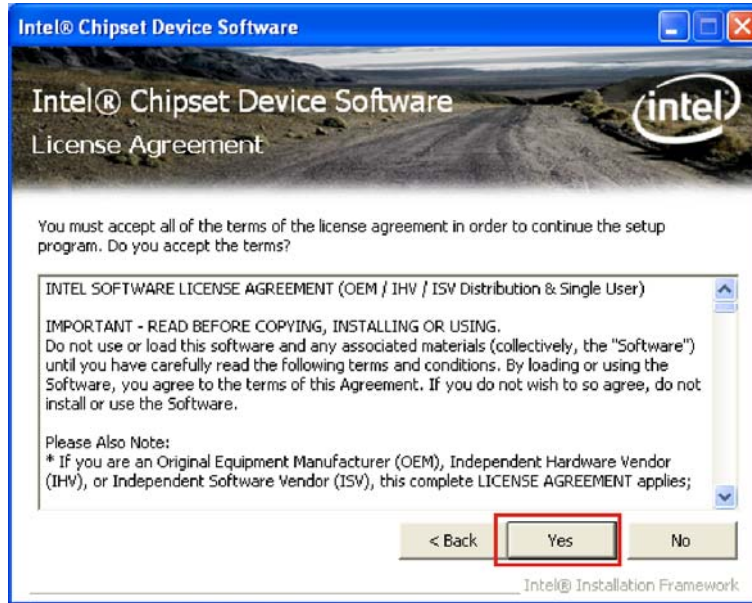 Intel® Chipset Device Software
Intel® Chipset Device Software
intel
License Agreement
You must accept all of the terms of the license agreement in order to continue the setup
program. Do you accept the terms?
INTEL SOFTWARE LICENSE AGREEMENT (OEM / IHV / ISV Distribution & Single User)
IMPORTANT - READ BEFORE COPYING, INSTALLING OR USING.
Do not use or load this software and any associated materials (collectively, the "Software")
until you have carefully read the following terms and conditions. By loading or using the
Software, you agree to the terms of this Agreement. If you do not wish to so agree, do not
install or use the Software.
Please Also Note:
* If you are an Original Equipment Manufacturer (OEM), Independent Hardware Vendor
(IHV), or Independent Software Vendor (ISV), this complete LICENSE AGREEMENT applies;
< Back
Yes
No
Intel® Installation Framework